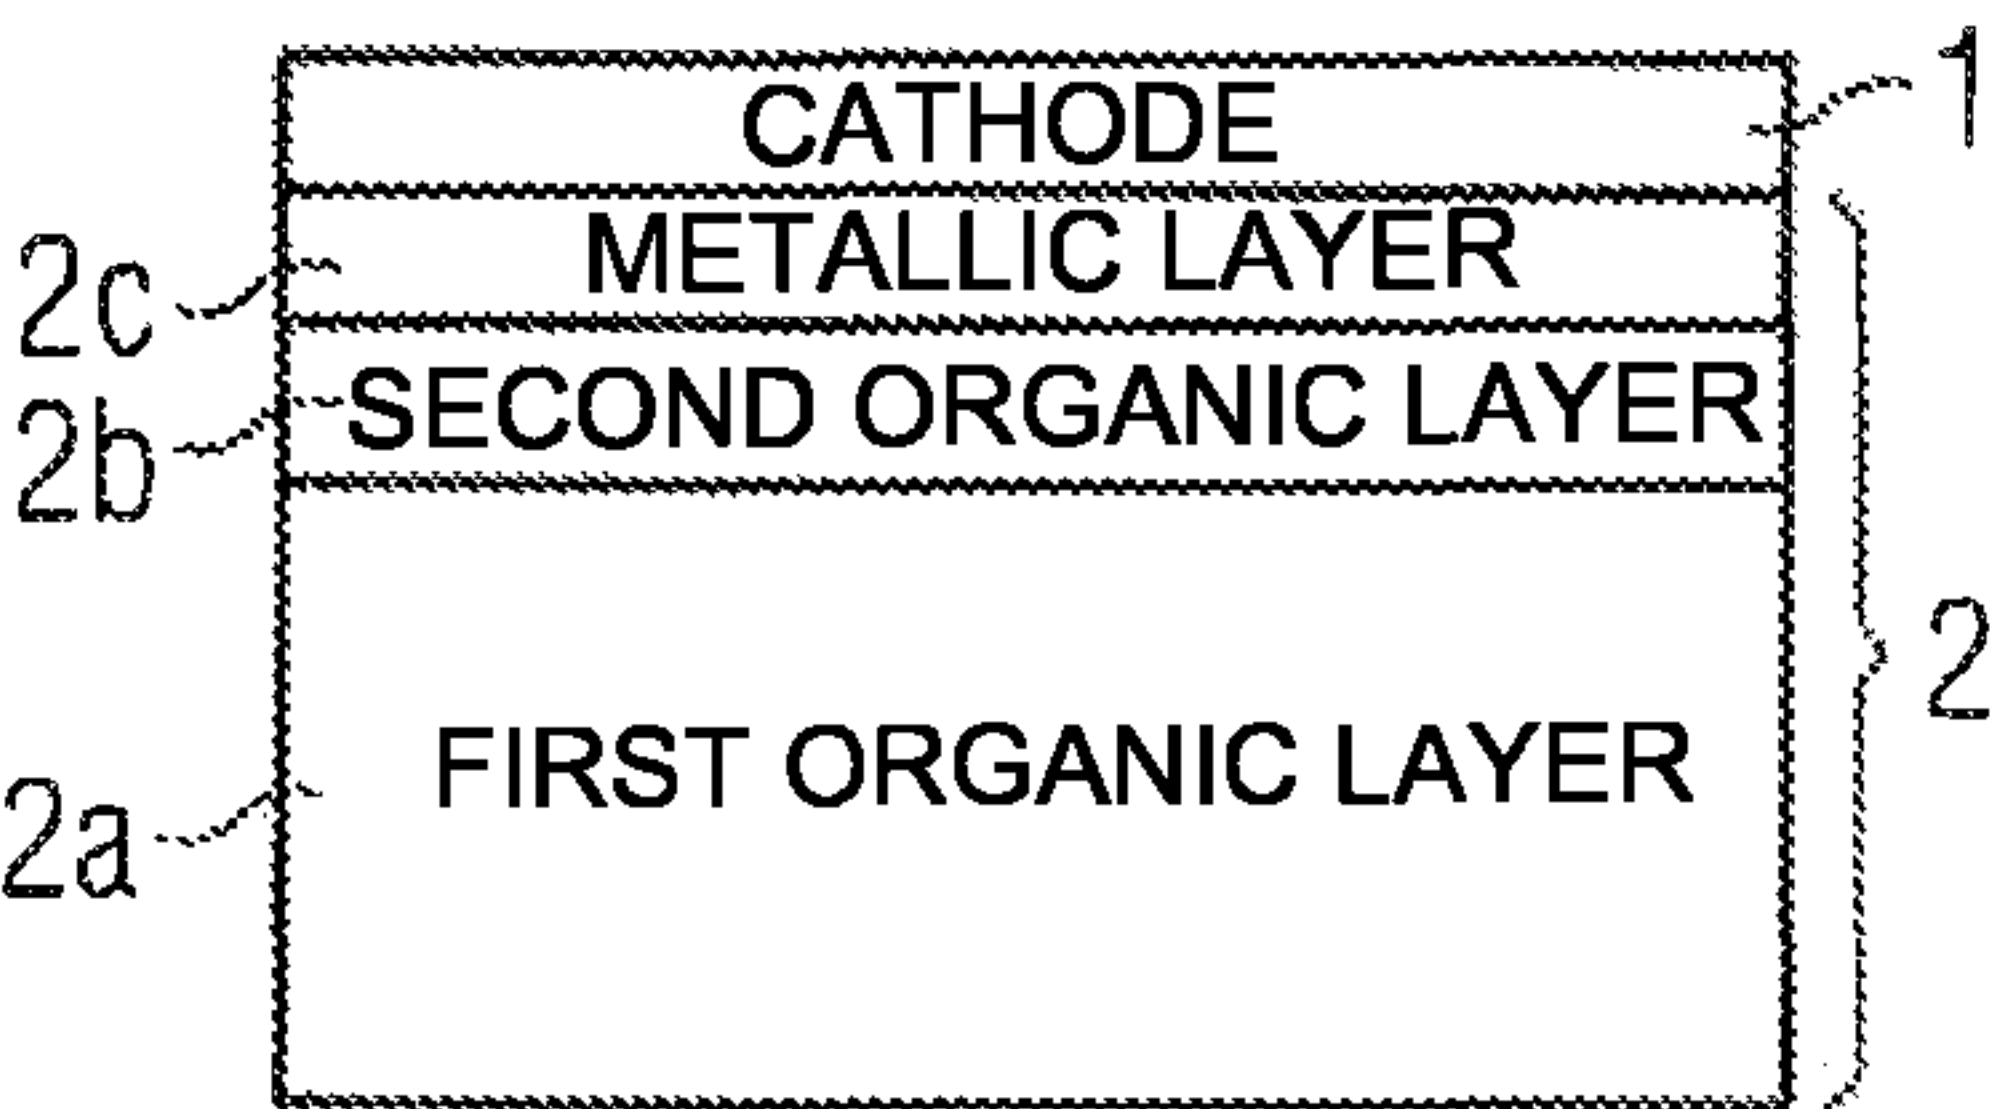 CATHODE
1
METALLIC LAYER
2c
SECOND ORGANIC LAYER
2b
2
FIRST ORGANIC LAYER
2a